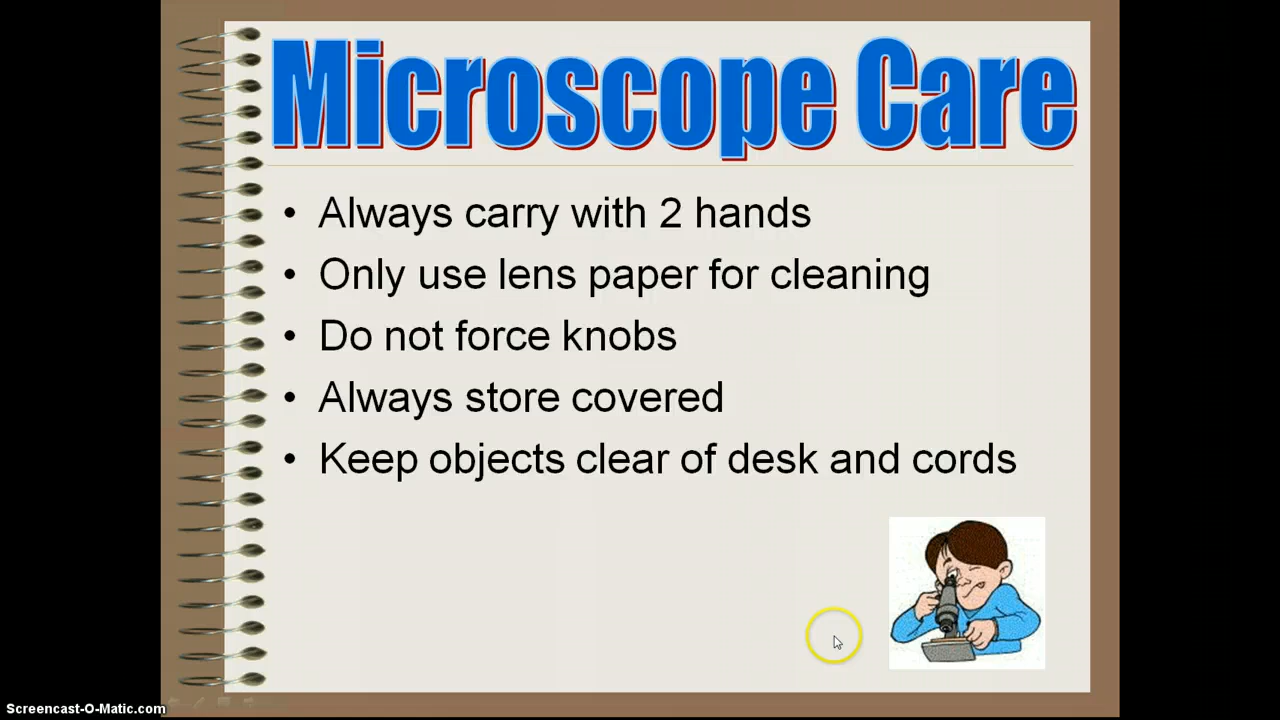 Microscope Care
• Always carry with 2 hands
• Only use lens paper for cleaning
• Do not force knobs
• Always store covered
• Keep objects clear of desk and cords
Screencast-O-Matic.com